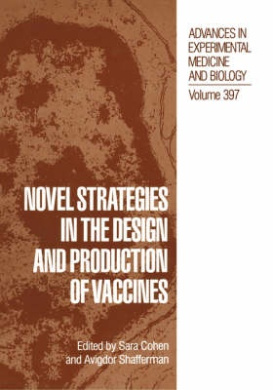 ADVANCES IN
EXPERIMENTAL
MEDICINE
AND BIOLOGY
Volume 397
NOVEL STRATEGIES
IN THE DESIGN
AND PRODUCTION
OF VACCINES
Edited by Sara Cohen
and Avigdor Shafferman